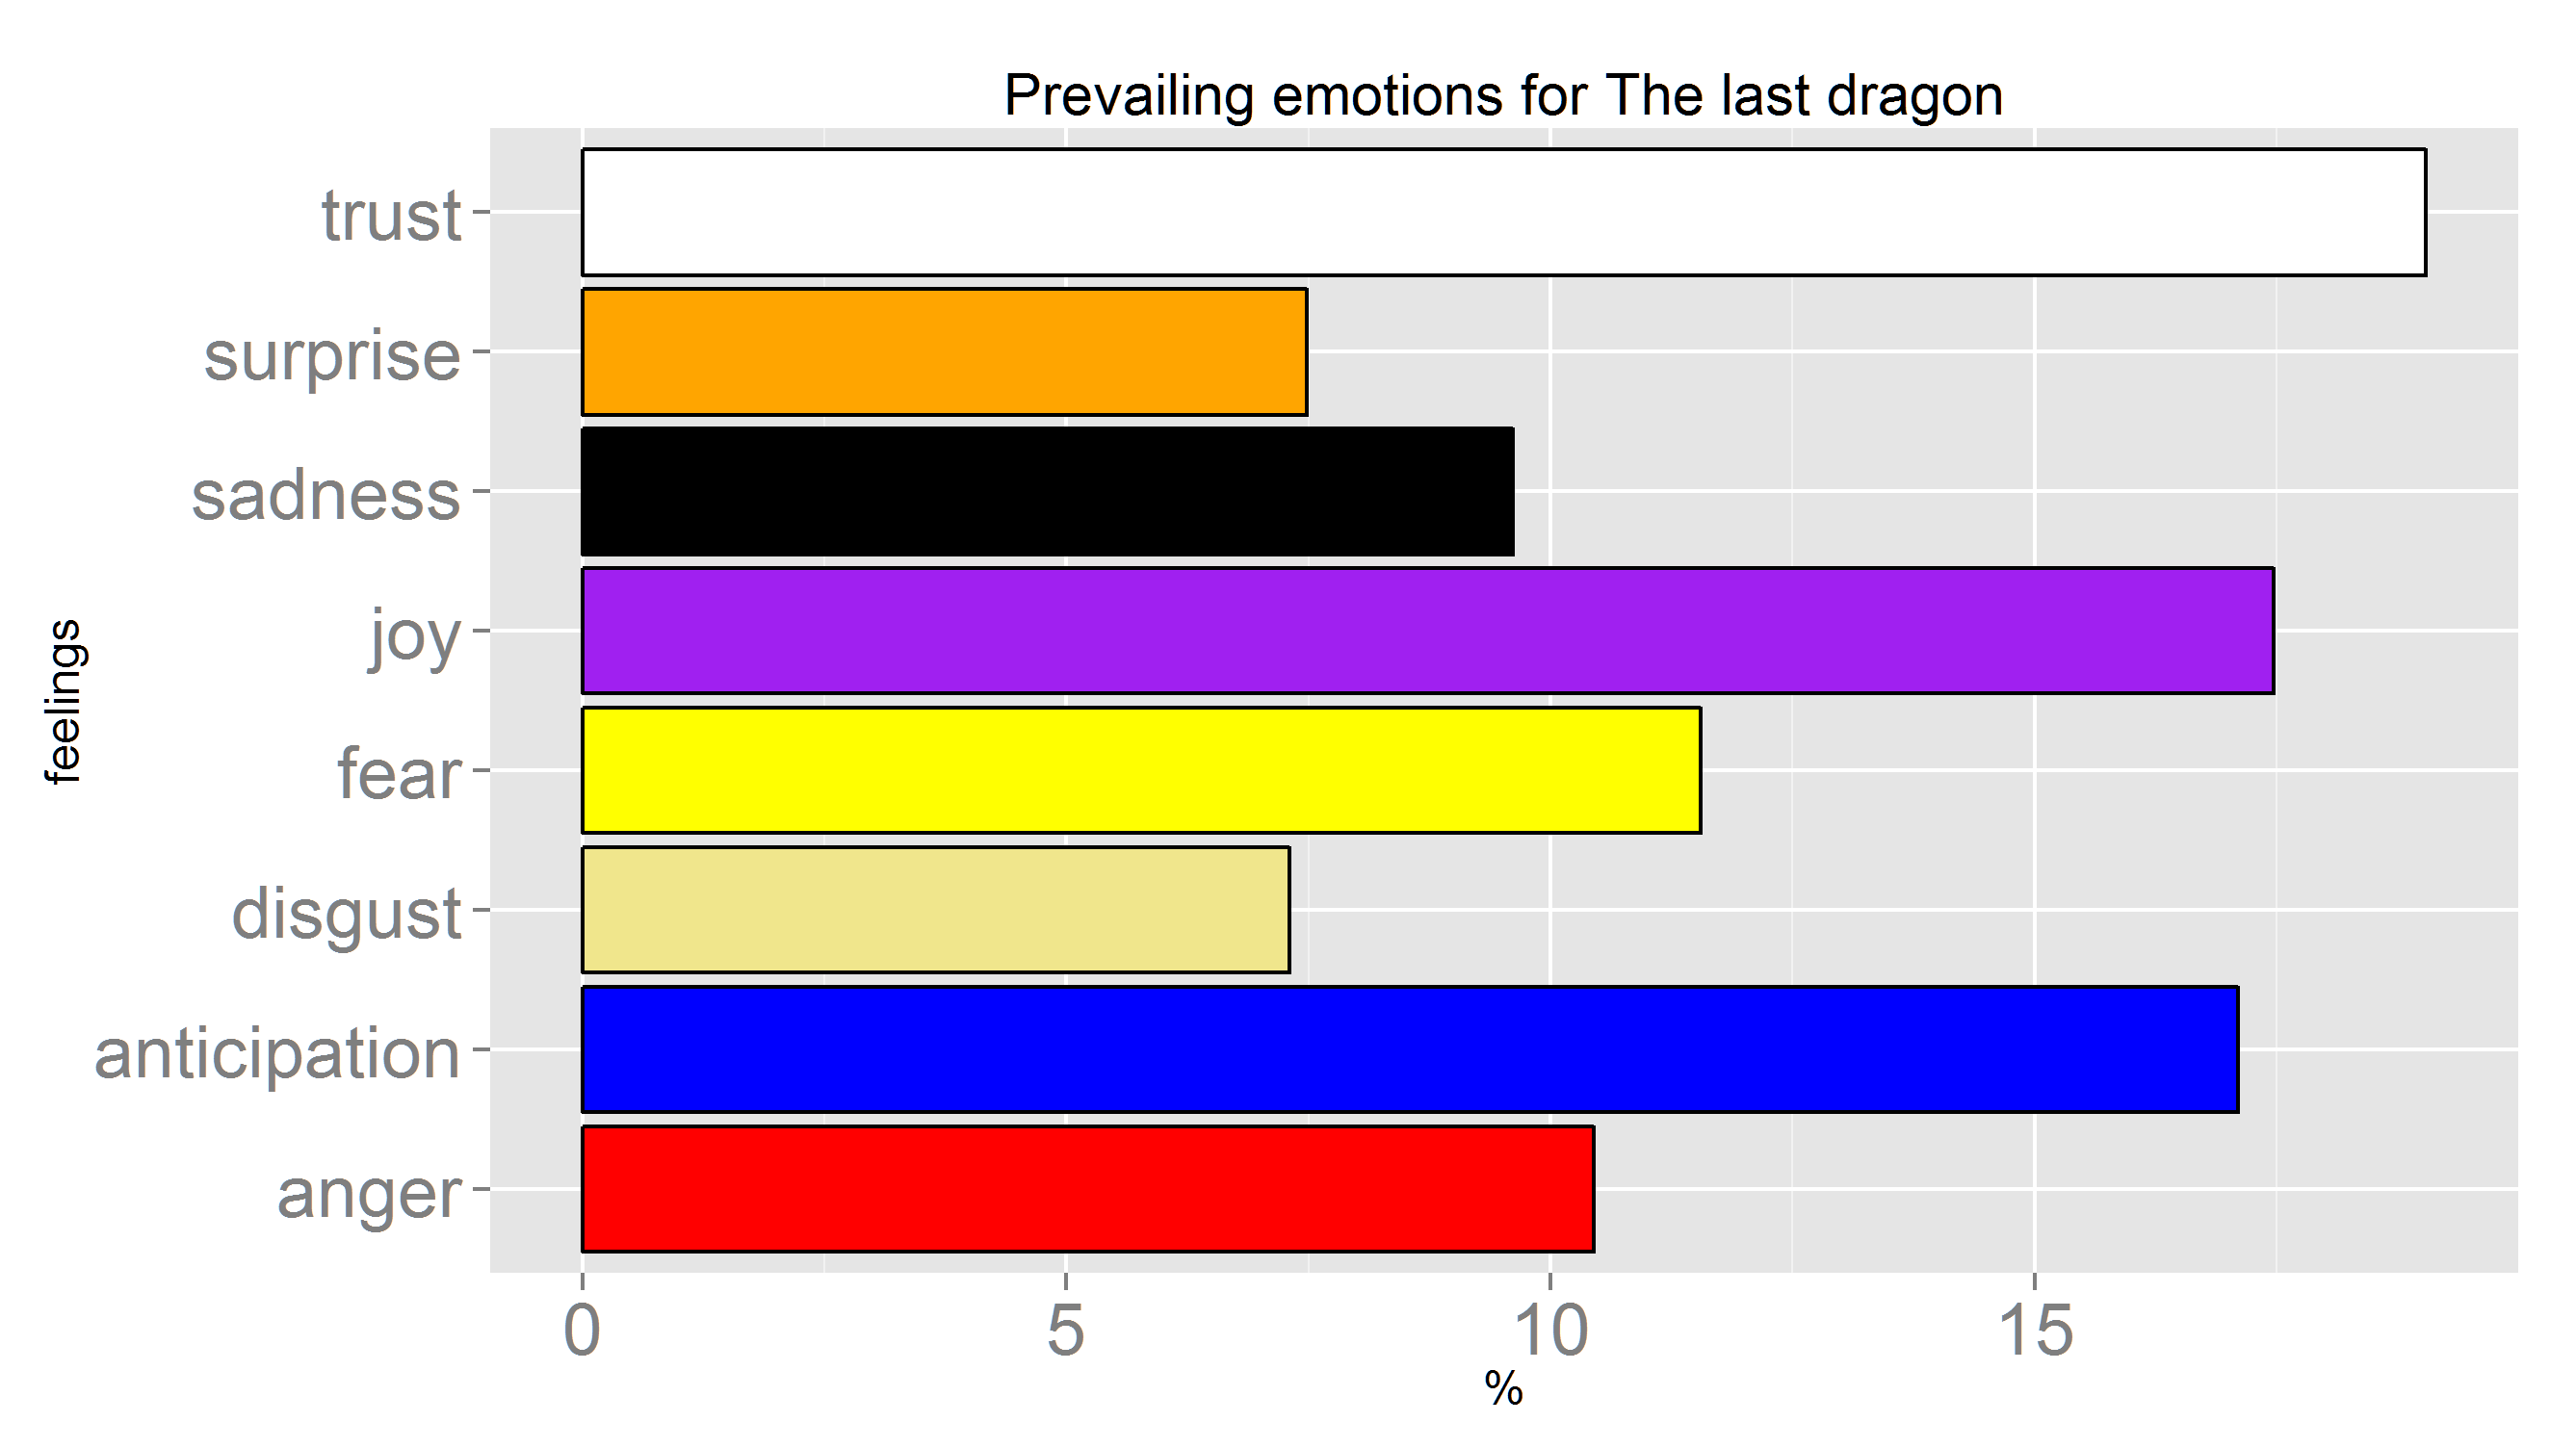 Prevailing emotions for The last dragon
trust
surprise
sadness
joy
fear
disgust
anticipation
anger
feelings
0 5 10 15
%